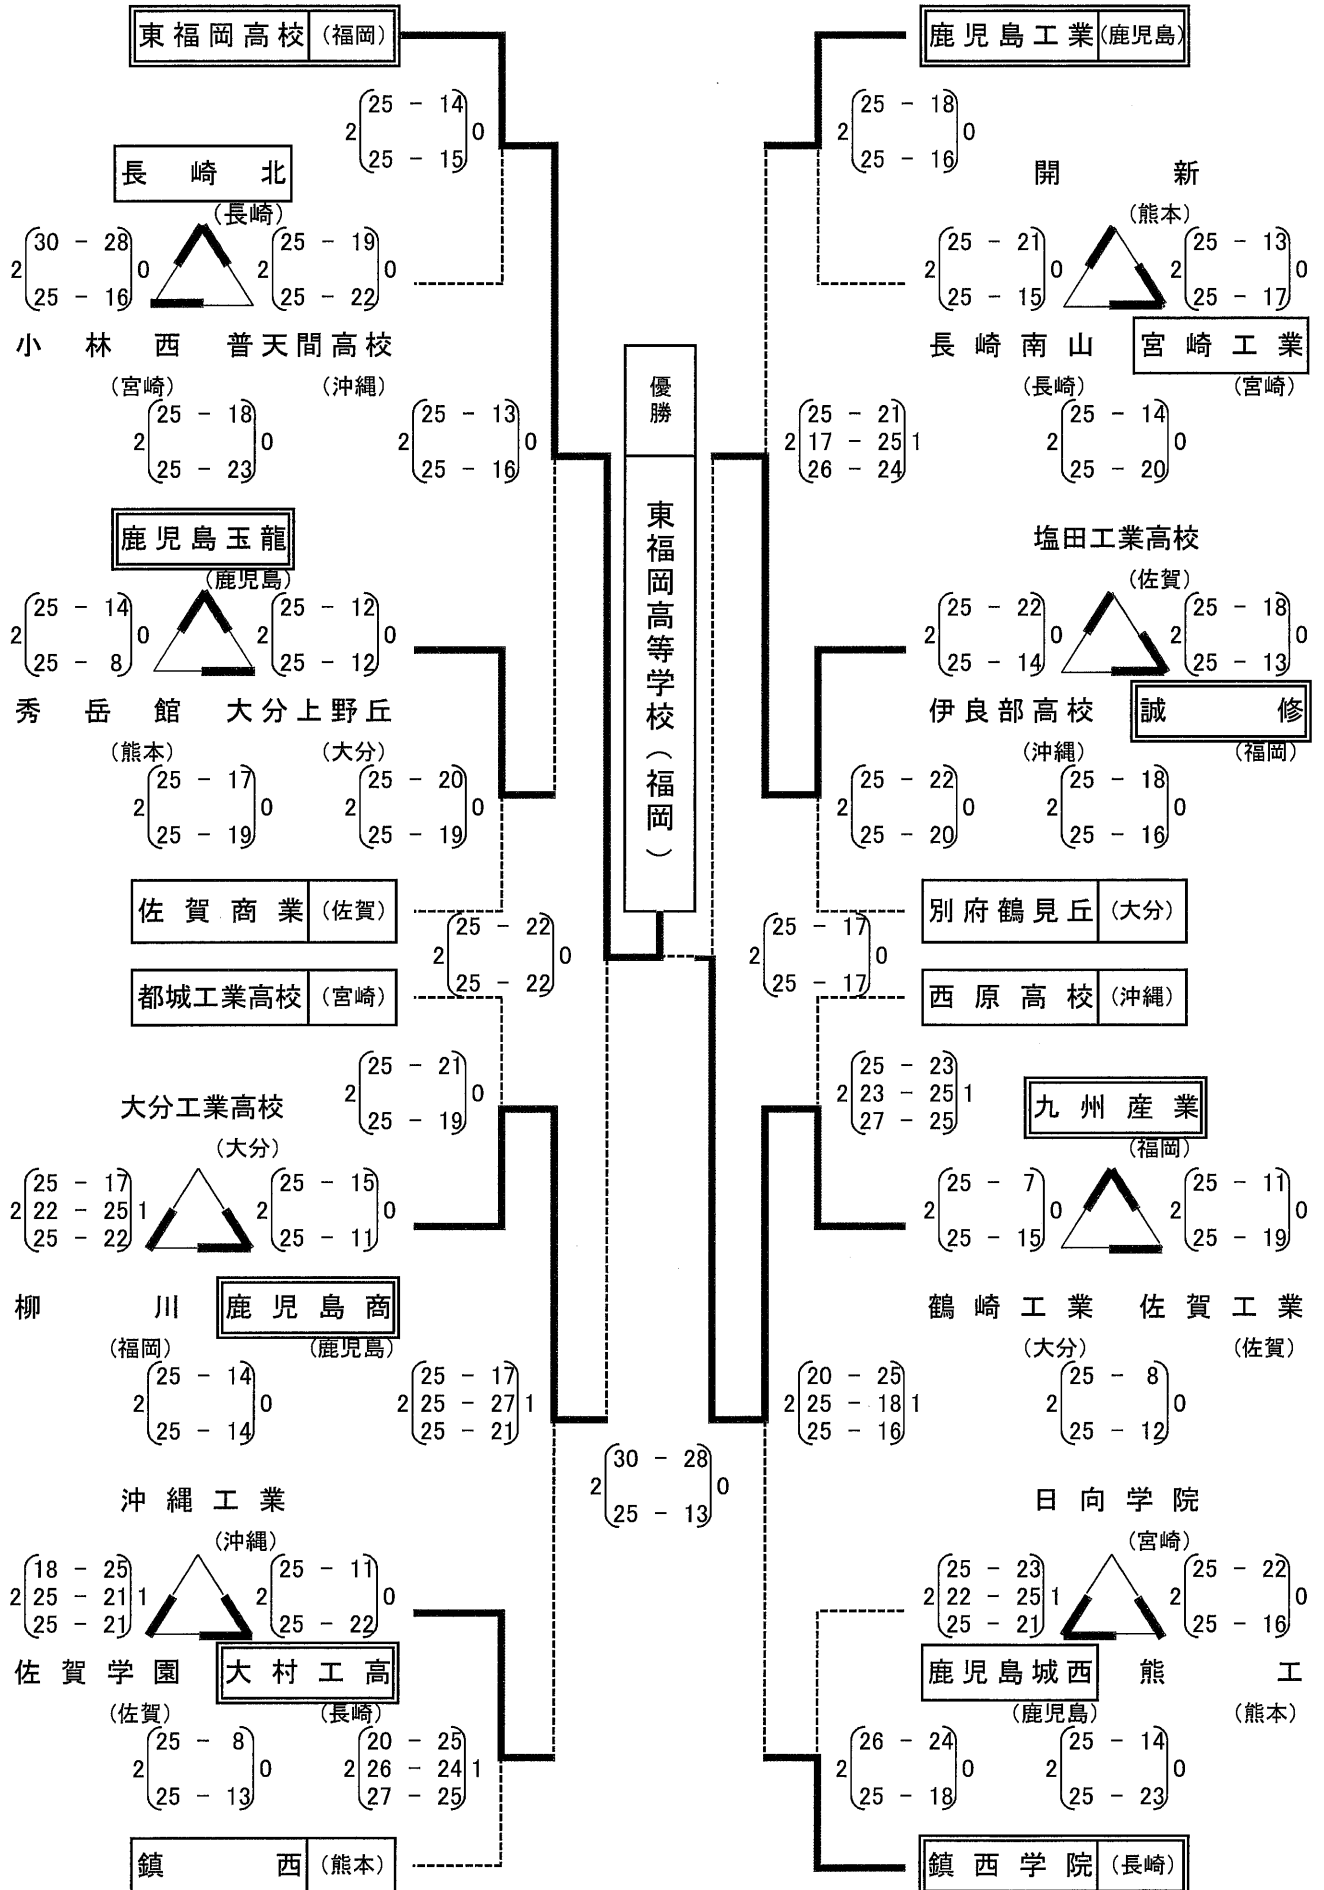 東福岡高校 (福岡)
2 25 - 14 0
25 - 15
長崎北
(長崎)
2 30 - 28 0
25 - 16
2 25 - 19 0
25 - 22
小林西 普天間高校
(宮崎) (沖縄)
2 25 - 18 0
25 - 23
2 25 - 13 0
25 - 16
鹿児島玉龍
(鹿児島)
2 25 - 14 0
25 - 8
2 25 - 12 0
25 - 12
秀岳館 大分上野丘
(熊本) (大分)
2 25 - 17 0
25 - 19
2 25 - 20 0
25 - 19
佐賀商業 (佐賀)
2 25 - 22 0
25 - 22
都城工業高校 (宮崎)
2 25 - 21 0
25 - 19
大分工業高校
(大分)
2 25 - 17 1
22 - 25
25 - 22
2 25 - 15 0
25 - 11
柳川 鹿児島商
(福岡) (鹿児島)
2 25 - 14 0
25 - 14
2 25 - 17 1
25 - 27
25 - 21
沖縄工業
(沖縄)
2 18 - 25 1
25 - 21
25 - 21
2 25 - 11 0
25 - 22
佐賀学園 大村工高
(佐賀) (長崎)
2 25 - 8 0
25 - 13
2 20 - 25 1
26 - 24
27 - 25
鎮西 (熊本)
優勝
東福岡高等学校(福岡)
2 30 - 28 0
25 - 13
鹿児島工業 (鹿児島)
2 25 - 18 0
25 - 16
開新
(熊本)
2 25 - 21 0
25 - 15
2 25 - 13 0
25 - 17
長崎南山 宮崎工業
(長崎) (宮崎)
2 25 - 21 1
17 - 25
26 - 24
2 25 - 14 0
25 - 20
塩田工業高校
(佐賀)
2 25 - 22 0
25 - 14
2 25 - 18 0
25 - 13
伊良部高校 誠修
(沖縄) (福岡)
2 25 - 22 0
25 - 20
2 25 - 18 0
25 - 16
別府鶴見丘 (大分)
2 25 - 17 0
25 - 17
西原高校 (沖縄)
2 25 - 23 1
23 - 25
27 - 25
九州産業
(福岡)
2 25 - 7 0
25 - 15
2 25 - 11 0
25 - 19
鶴崎工業 佐賀工業
(大分) (佐賀)
2 20 - 25 1
25 - 18
25 - 16
2 25 - 8 0
25 - 12
日向学院
(宮崎)
2 25 - 23 1
22 - 25
25 - 21
2 25 - 22 0
25 - 16
鹿児島城西 熊工
(鹿児島) (熊本)
2 26 - 24 0
25 - 18
2 25 - 14 0
25 - 23
鎮西学院 (長崎)